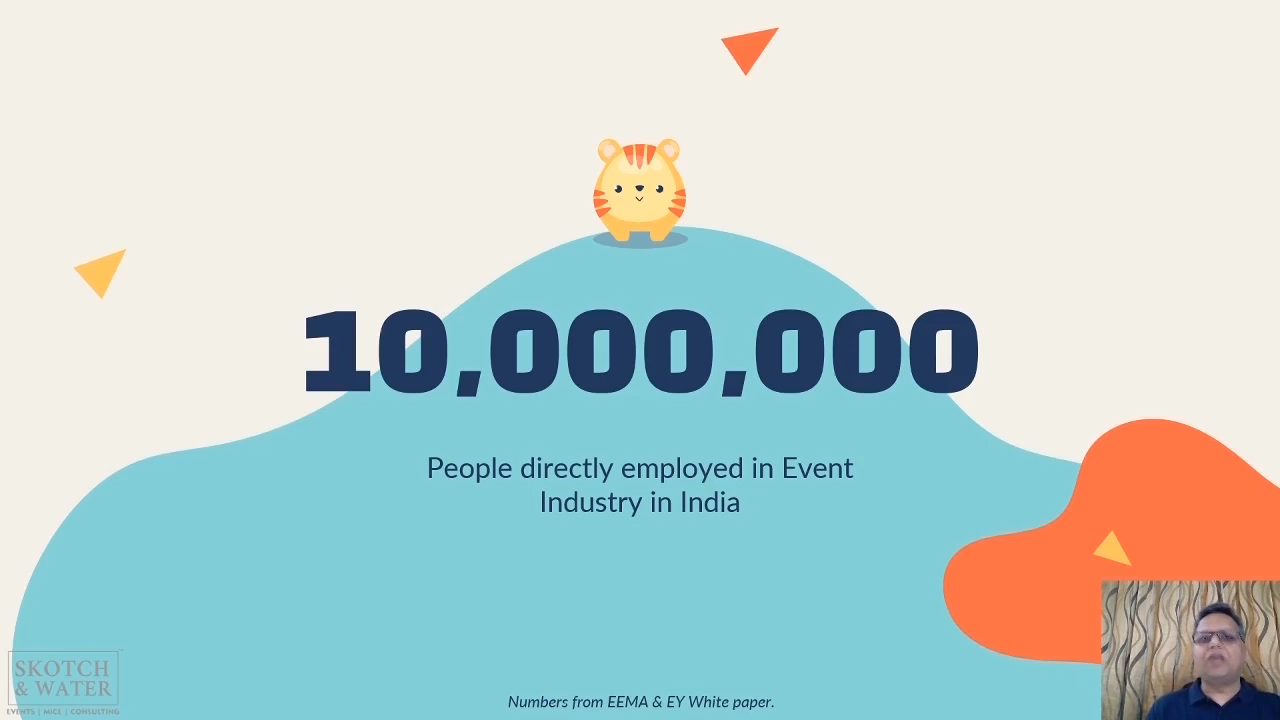 10,000,000
People directly employed in Event
Industry in India
SKOTCH
& WATER
EVENTS | MICE | CONSULTING
Numbers from EEMA & EY White paper.